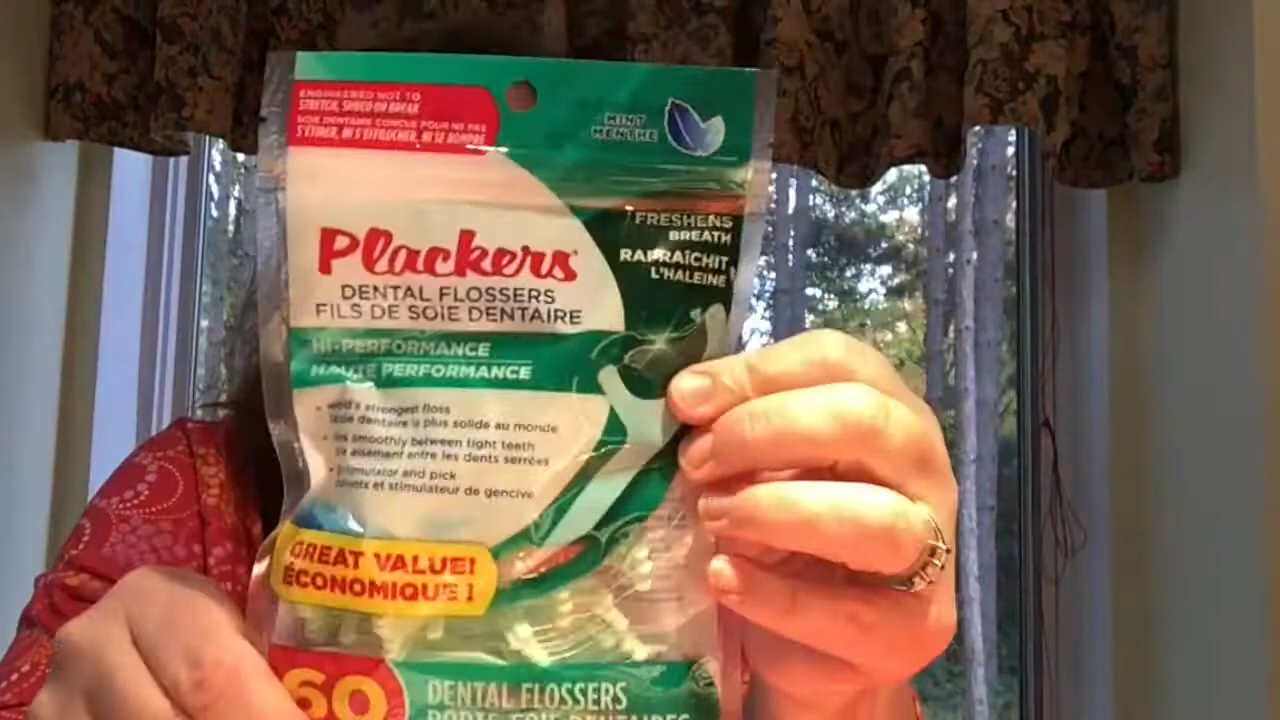 ENGINEERED NOT TO
STRETCH, SHRED OR BREAK
SOIE DENTAIRE CONÇUE POUR NE PAS
S'ÉTIRER, NI S'EFFILOCHER, NI SE ROMPRE
MINT
MENTHE
FRESHENS
BREATH
RAFRAÎCHIT
L'HALEINE
Plackers
DENTAL FLOSSERS
FILS DE SOIE DENTAIRE
HI-PERFORMANCE
HAUTE PERFORMANCE
strongest floss
dentaire la plus solide au monde
smoothly between tight teeth
aisément entre les dents serrées
stimulator and pick
et stimulateur de gencive
GREAT VALUE!
ÉCONOMIQUE !
60
DENTAL FLOSSERS
PORTE-SOIE DENTAIRES